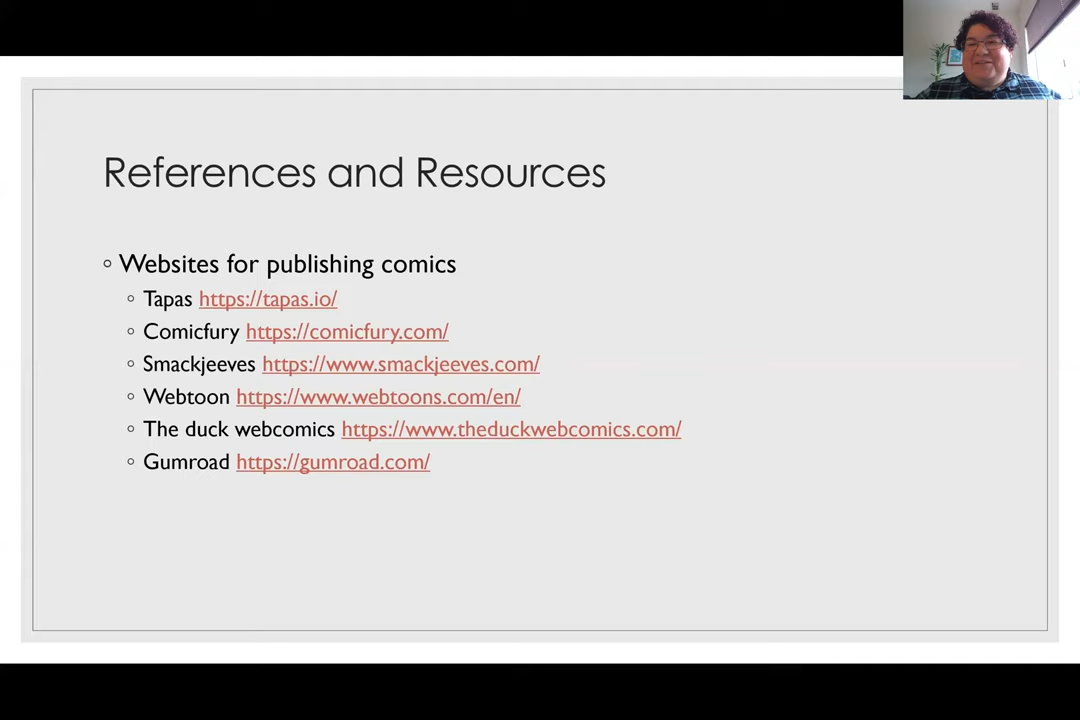 References and Resources
Websites for publishing comics
Tapas https://tapas.io/
Comicfury https://comicfury.com/
Smackjeeves https://www.smackjeeves.com/
Webtoon https://www.webtoons.com/en/
The duck webcomics https://www.theduckwebcomics.com/
Gumroad https://gumroad.com/